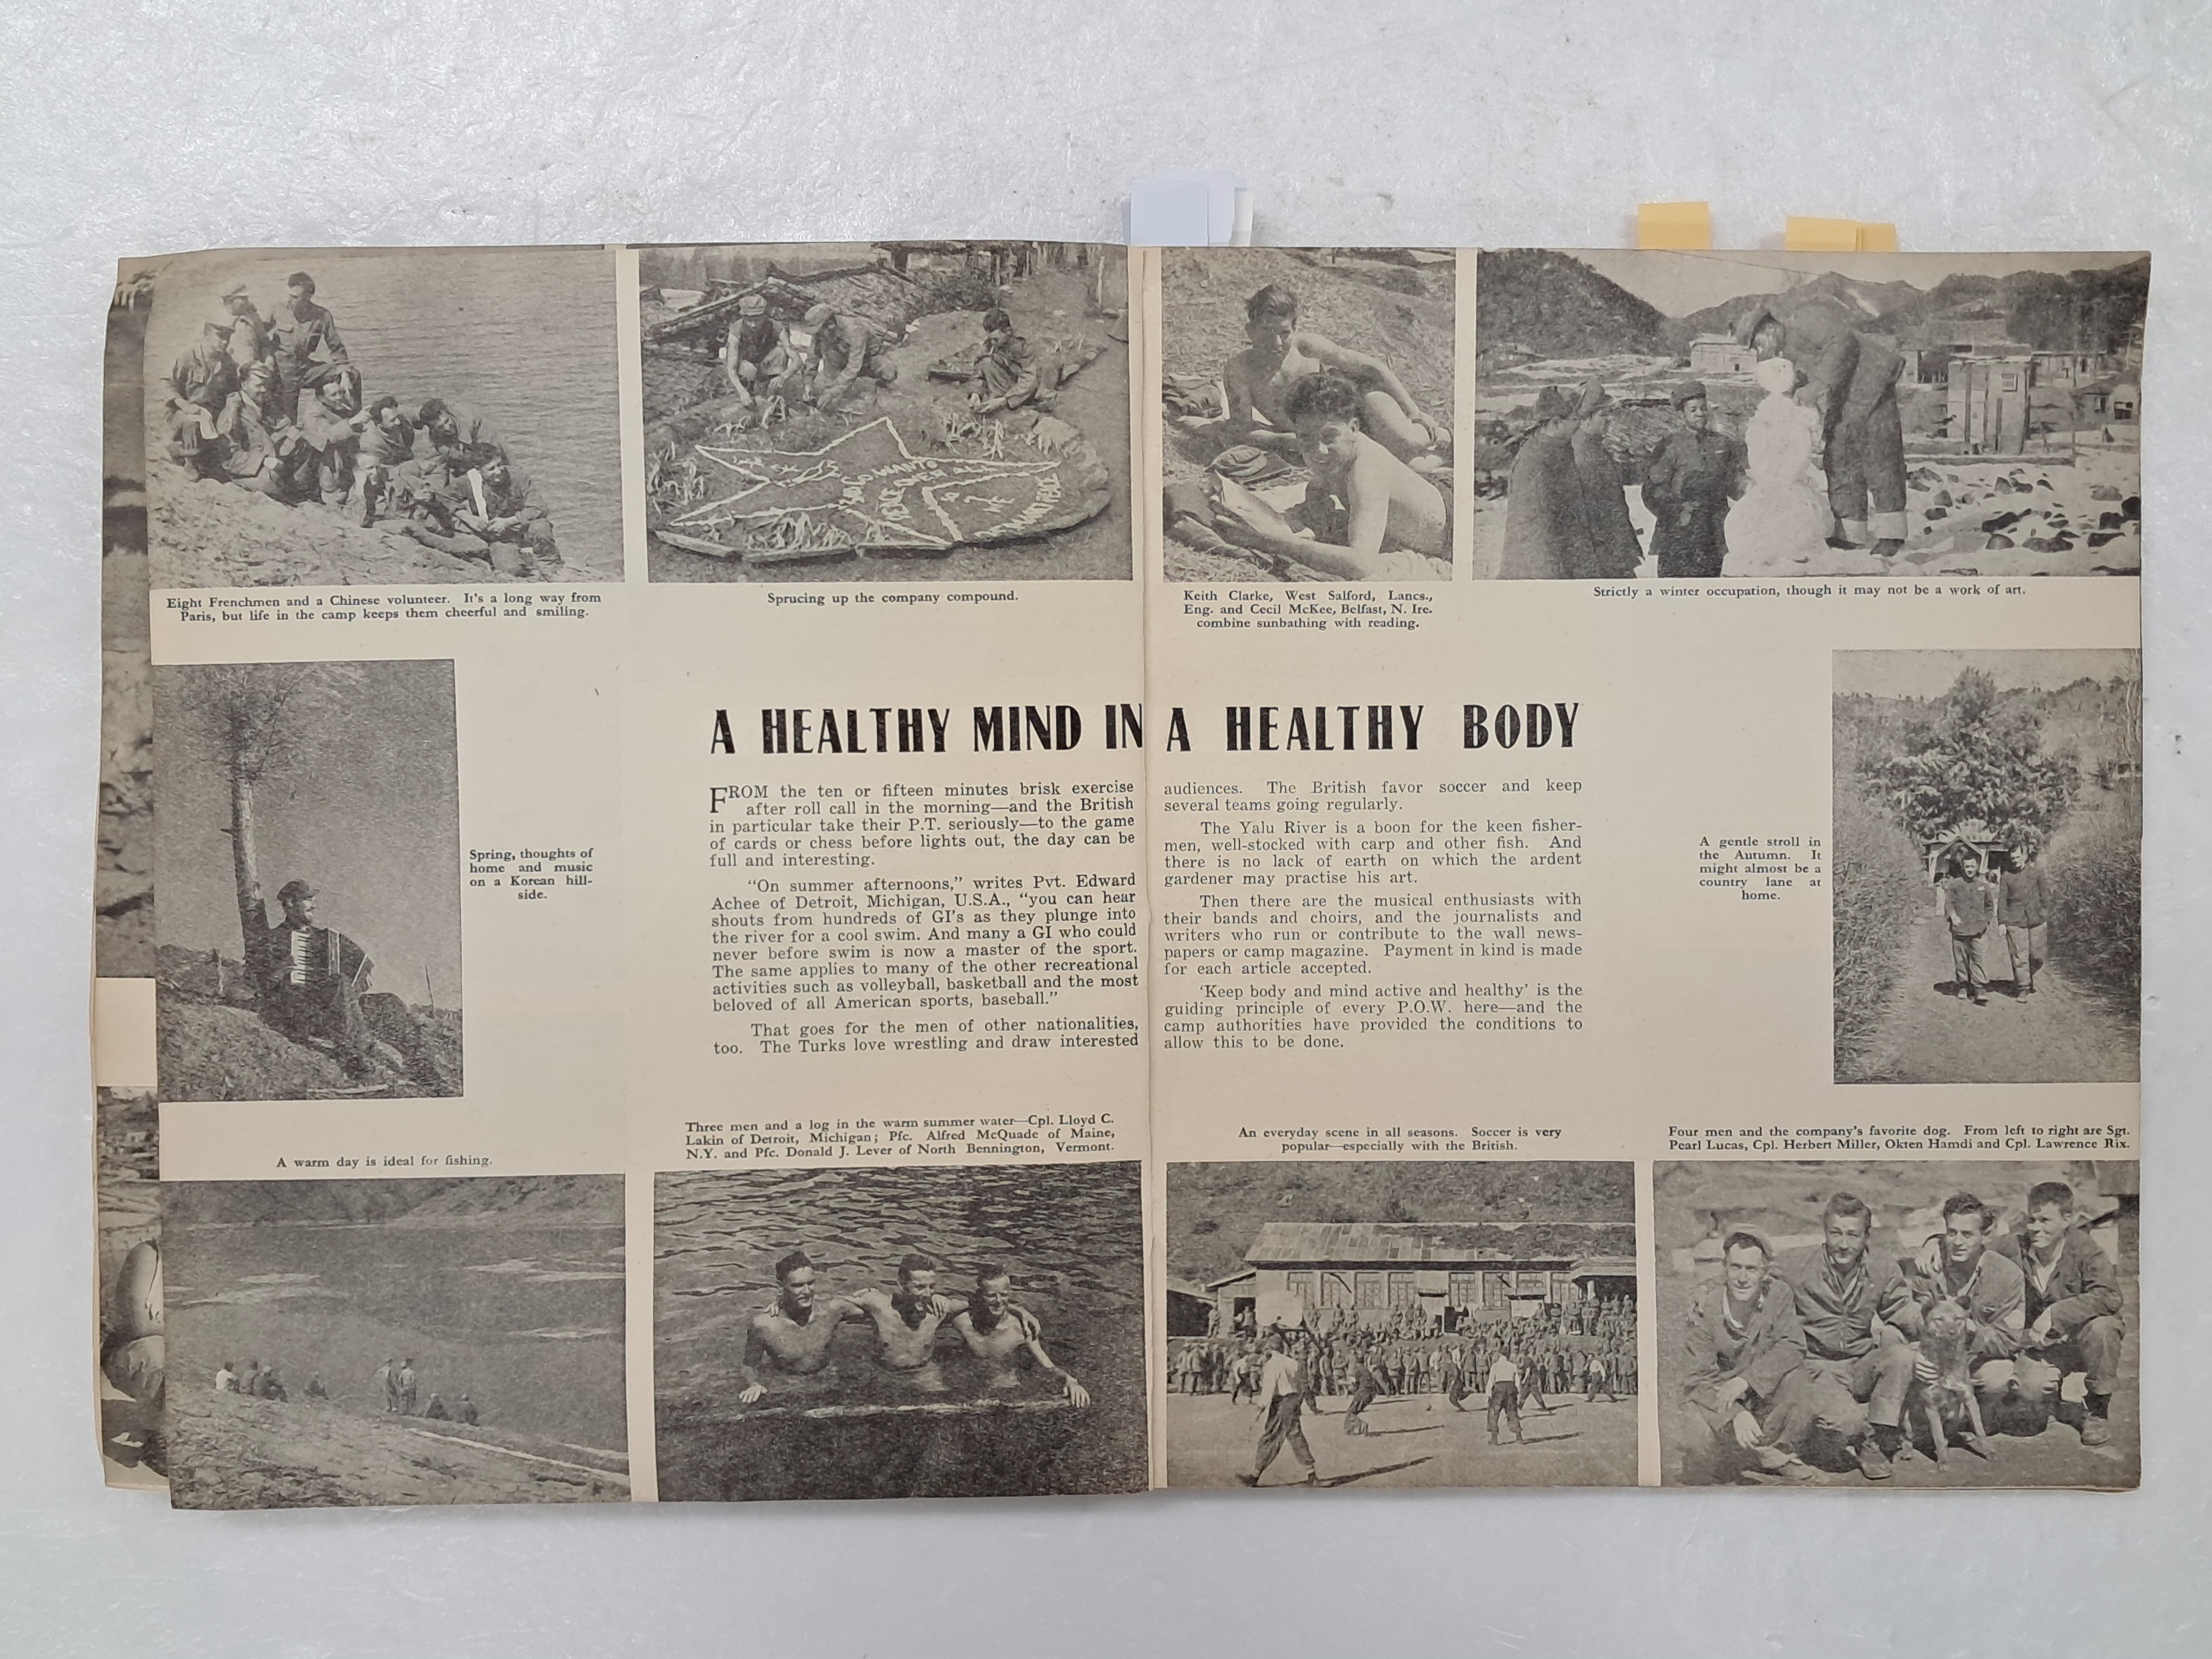 Eight Frenchmen and a Chinese volunteer. It's a long way from
Paris, but life in the camp keeps them cheerful and smiling.
WANTS
Sprucing up the company compound.
Keith Clarke, West Salford, Lancs.,
Eng. and Cecil McKee, Belfast, N. Ire.
combine sunbathing with reading.
Strictly a winter occupation, though it may not be a work of art.
Spring, thoughts of
home and music
on a Korean hill-
side.
A HEALTHY MIND IN A HEALTHY BODY
FROM the ten or fifteen minutes brisk exercise
after roll call in the morning—and the British
in particular take their P.T. seriously—to the game
of cards or chess before lights out, the day can be
full and interesting.
"On summer afternoons," writes Pvt. Edward
Achee of Detroit, Michigan, U.S.A., "you can hear
shouts from hundreds of GI's as they plunge into
the river for a cool swim. And many a GI who could
never before swim is now a master of the sport.
The same applies to many of the other recreational
activities such as volleyball, basketball and the most
beloved of all American sports, baseball."
That goes for the men of other nationalities,
too. The Turks love wrestling and draw interested
audiences. The British favor soccer and keep
several teams going regularly.
The Yalu River is a boon for the keen fisher-
men, well-stocked with carp and other fish. And
there is no lack of earth on which the ardent
gardener may practise his art.
Then there are the musical enthusiasts with
their bands and choirs, and the journalists and
writers who run or contribute to the wall news-
papers or camp magazine. Payment in kind is made
for each article accepted.
'Keep body and mind active and healthy' is the
guiding principle of every P.O.W. here—and the
camp authorities have provided the conditions to
allow this to be done.
A gentle stroll in
the Autumn. It
might almost be a
country lane at
home.
A warm day is ideal for fishing.
Three men and a log in the warm summer water—Cpl. Lloyd C.
Lakin of Detroit, Michigan; Pfc. Alfred McQuade of Maine,
N.Y. and Pfc. Donald J. Lever of North Bennington, Vermont.
An everyday scene in all seasons. Soccer is very
popular—especially with the British.
Four men and the company's favorite dog. From left to right are Sgt.
Pearl Lucas, Cpl. Herbert Miller, Okten Hamdi and Cpl. Lawrence Rix.